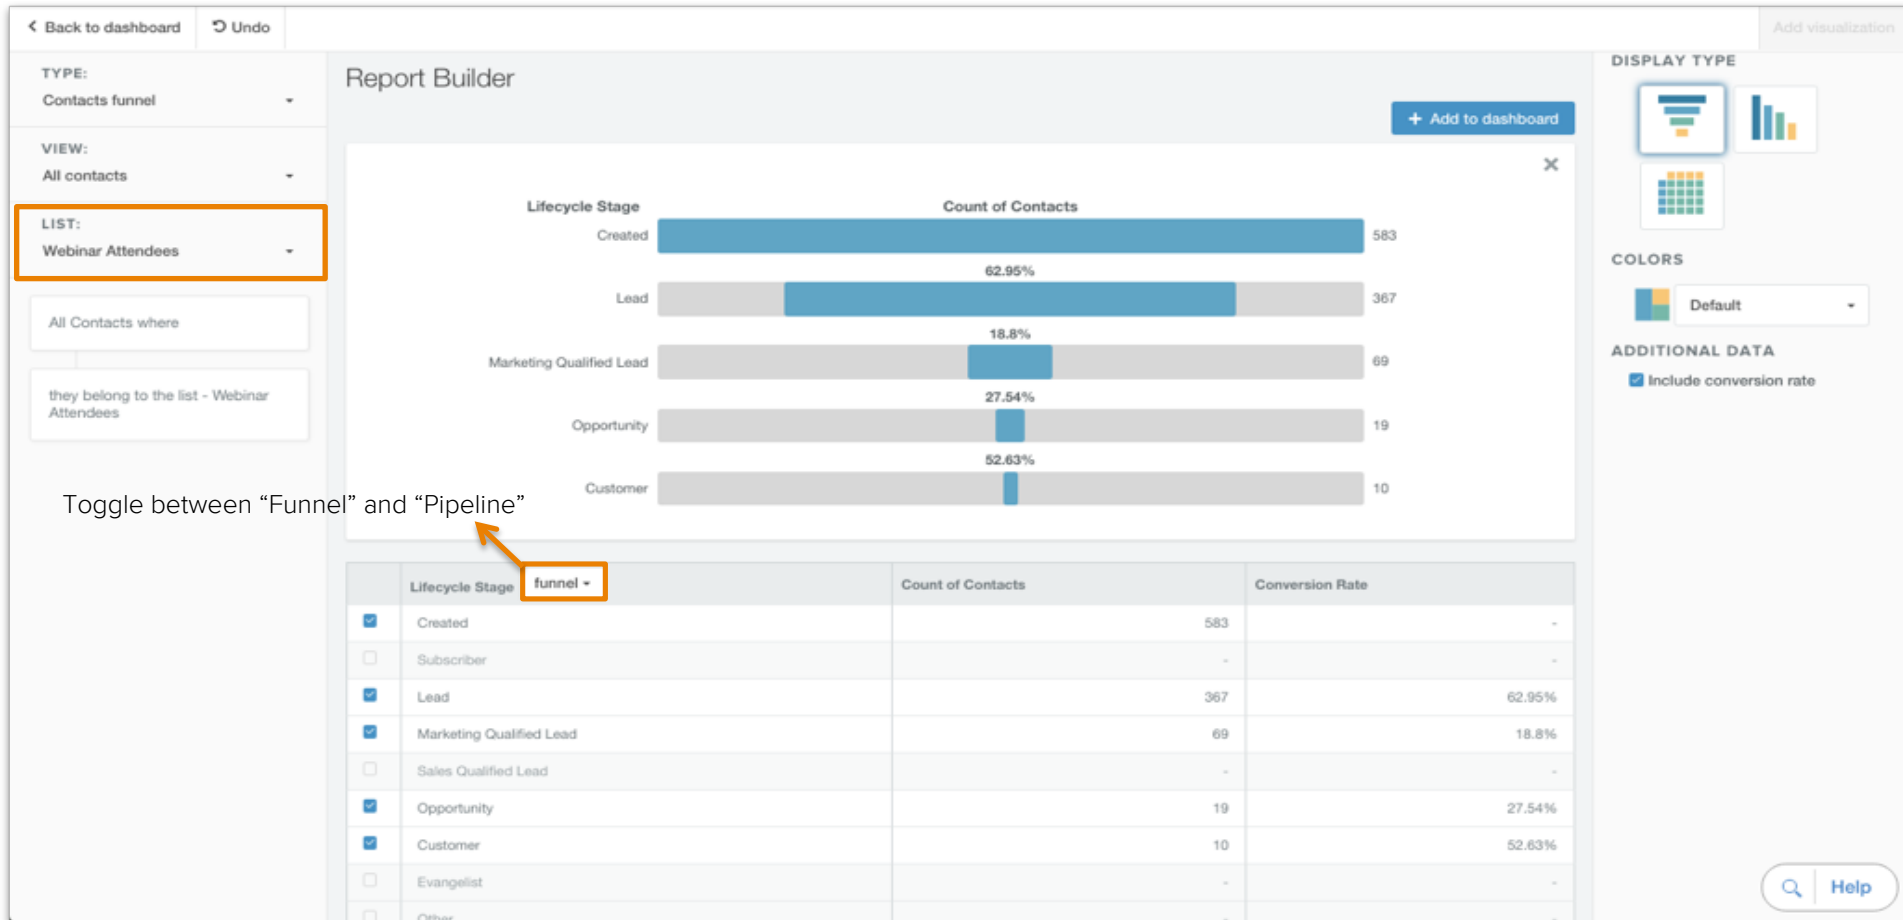 Back to dashboard
Undo
Add visualization
TYPE:
Contacts funnel
VIEW:
All contacts
LIST:
Webinar Attendees
All Contacts where
they belong to the list - Webinar
Attendees
Toggle between “Funnel” and “Pipeline”
Report Builder
+ Add to dashboard
Lifecycle Stage Count of Contacts
Created 583
62.95%
Lead 367
18.8%
Marketing Qualified Lead 69
27.54%
Opportunity 19
52.63%
Customer 10
Lifecycle Stage funnel Count of Contacts Conversion Rate
Created 583 -
Subscriber - -
Lead 367 62.95%
Marketing Qualified Lead 69 18.8%
Sales Qualified Lead - -
Opportunity 19 27.54%
Customer 10 52.63%
Evangelist - -
Other - -
DISPLAY TYPE
COLORS
Default
ADDITIONAL DATA
Include conversion rate
Help